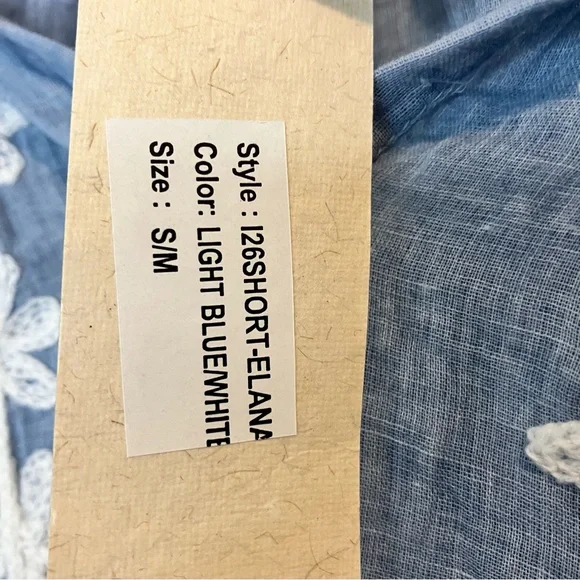 Style : I26SHORT-ELANA
Color: LIGHT BLUE/WHITE
Size : S/M